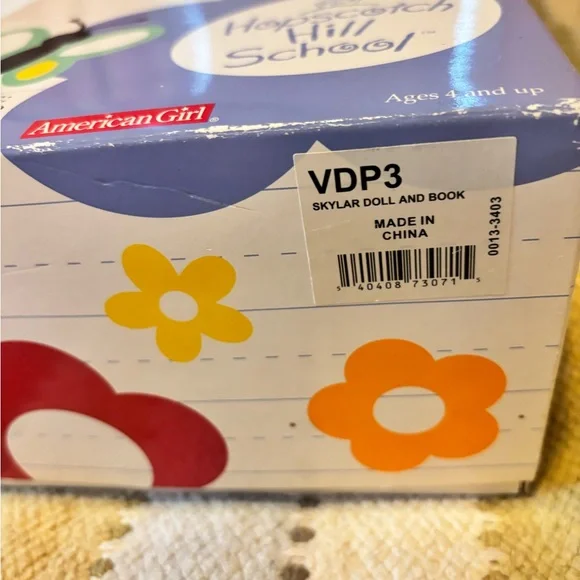 Hopscotch
Hill
School™
Ages 4 and up
American Girl®
VDP3
SKYLAR DOLL AND BOOK
MADE IN
CHINA
0013-3403
5 40408 73071 5